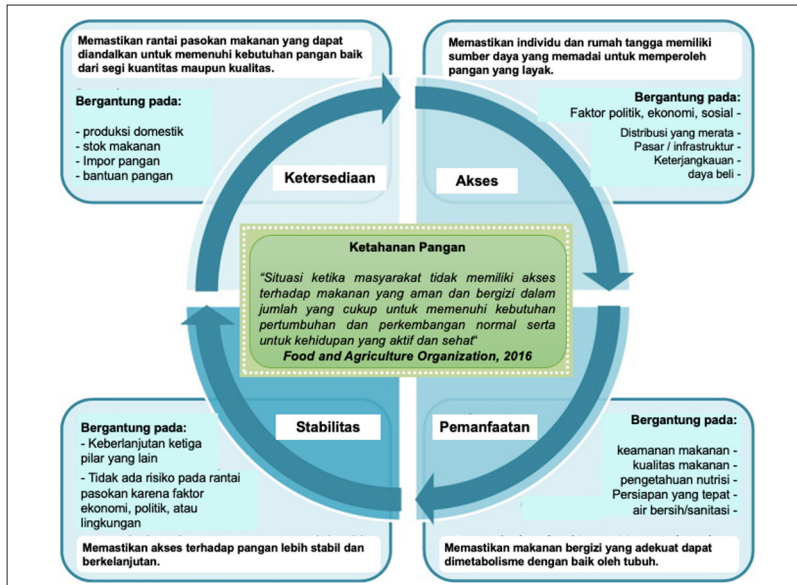 Memastikan rantai pasokan makanan yang dapat
diandalkan untuk memenuhi kebutuhan pangan baik
dari segi kuantitas maupun kualitas.
Bergantung pada:
- produksi domestik
- stok makanan
- Impor pangan
- bantuan pangan
Ketersediaan
Memastikan individu dan rumah tangga memiliki
sumber daya yang memadai untuk memperoleh
pangan yang layak.
Bergantung pada:
Faktor politik, ekonomi, sosial -
Distribusi yang merata -
Pasar / infrastruktur -
Keterjangkauan -
daya beli -
Akses
Ketahanan Pangan
“Situasi ketika masyarakat tidak memiliki akses
terhadap makanan yang aman dan bergizi dalam
jumlah yang cukup untuk memenuhi kebutuhan
pertumbuhan dan perkembangan normal serta
untuk kehidupan yang aktif dan sehat“
Food and Agriculture Organization, 2016
Stabilitas
Bergantung pada:
- Keberlanjutan ketiga
pilar yang lain
- Tidak ada risiko pada rantai
pasokan karena faktor
ekonomi, politik, atau
lingkungan
Memastikan akses terhadap pangan lebih stabil dan
berkelanjutan.
Pemanfaatan
Bergantung pada:
keamanan makanan -
kualitas makanan -
pengetahuan nutrisi -
Persiapan yang tepat -
air bersih/sanitasi -
Memastikan makanan bergizi yang adekuat dapat
dimetabolisme dengan baik oleh tubuh.